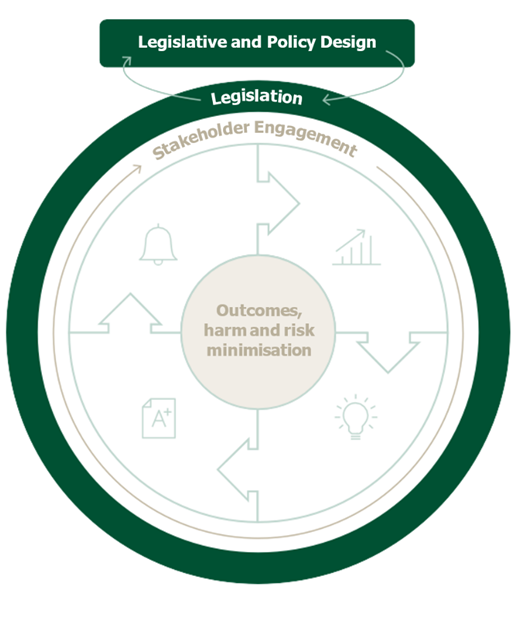 Legislative and Policy Design
Legislation
Stakeholder Engagement
Outcomes,
harm and risk
minimisation
A+